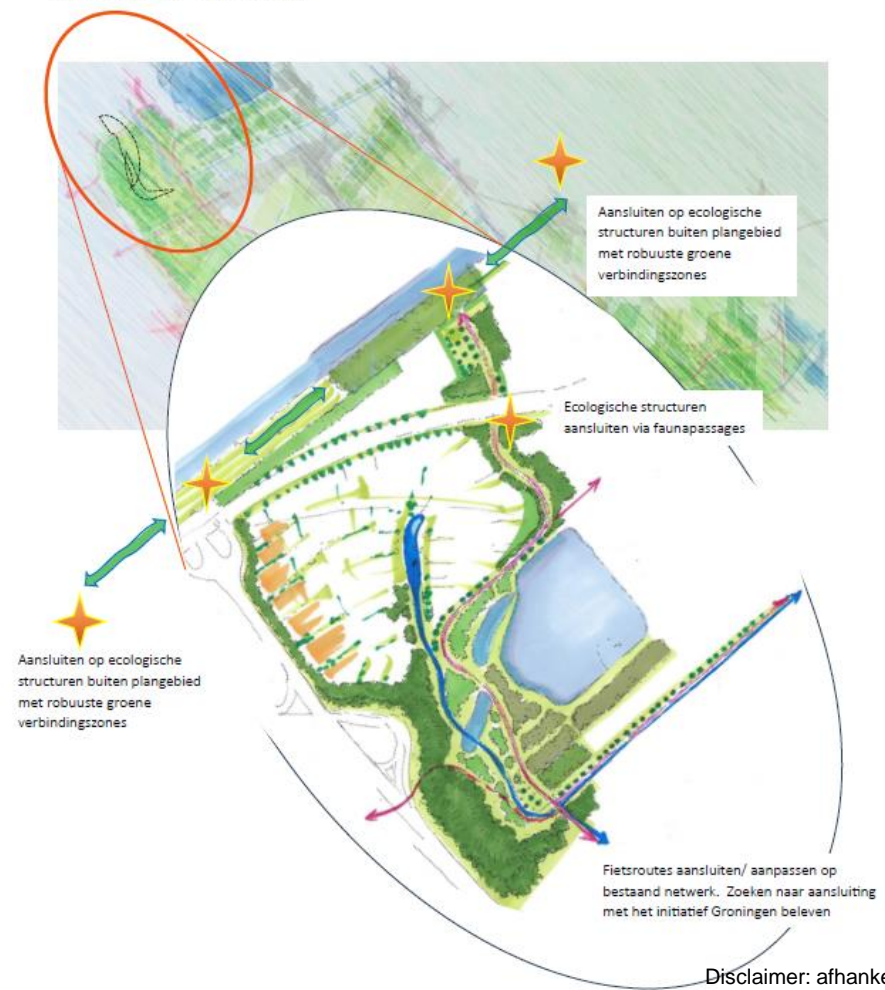 Aansluiten op ecologische
structuren buiten plangebied
met robuuste groene
verbindingszones
Ecologische structuren
aansluiten via faunapassages
Aansluiten op ecologische
structuren buiten plangebied
met robuuste groene
verbindingszones
Fietsroutes aansluiten/ aanpassen op
bestaand netwerk. Zoeken naar aansluiting
met het initiatief Groningen beleven
Disclaimer: afhanke